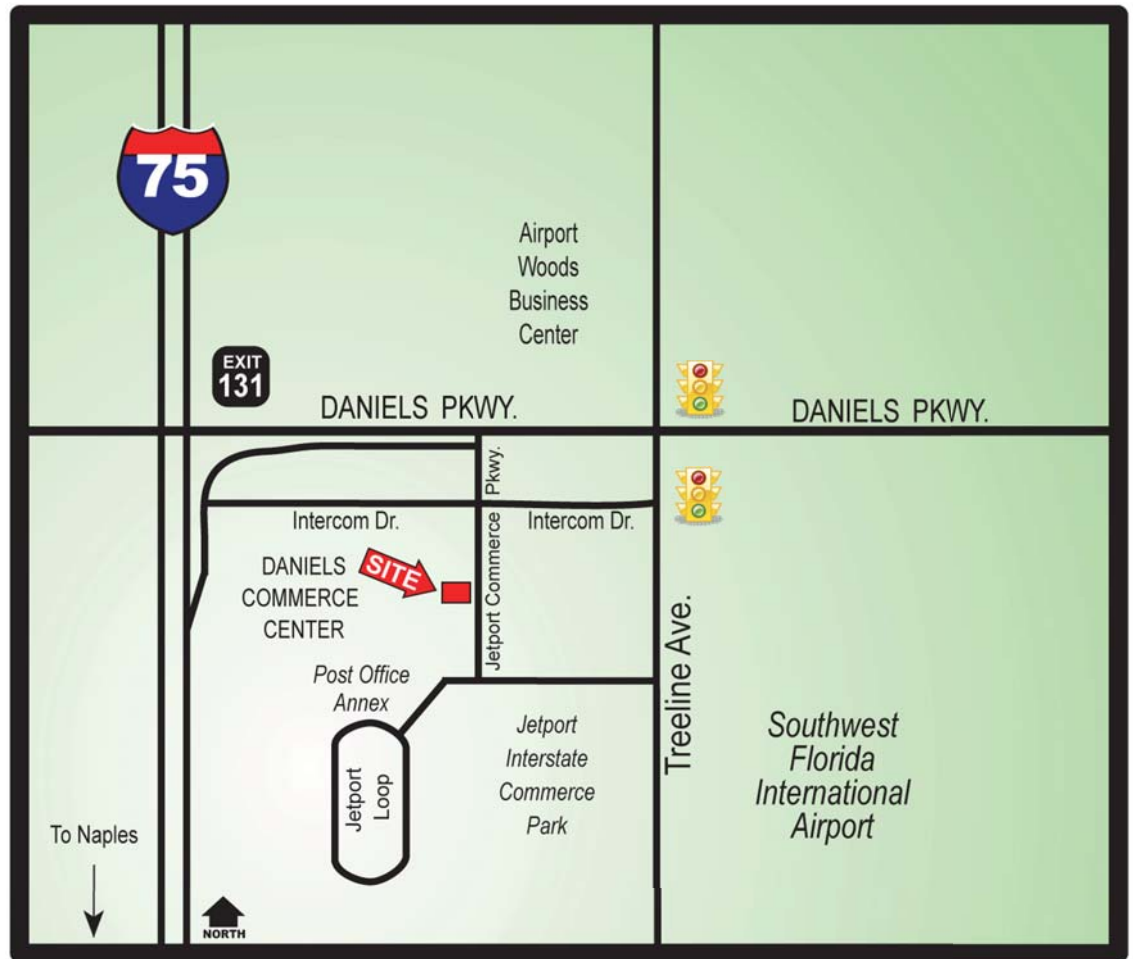 75
Airport
Woods
Business
Center
EXIT
131
DANIELS PKWY.
DANIELS PKWY.
Jetport Commerce Pkwy.
Intercom Dr.
Intercom Dr.
DANIELS
COMMERCE
CENTER
SITE
Post Office
Annex
Jetport
Loop
Jetport
Interstate
Commerce
Park
Treeline Ave.
Southwest
Florida
International
Airport
To Naples
NORTH